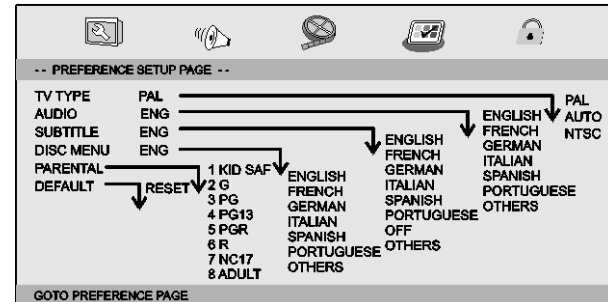 -- PREFERENCE SETUP PAGE --
TV TYPE PAL
AUDIO ENG
SUBTITLE ENG
DISC MENU ENG
PARENTAL
DEFAULT RESET
1 KID SAF
2 G
3 PG
4 PG13
5 PGR
6 R
7 NC17
8 ADULT
ENGLISH
FRENCH
GERMAN
ITALIAN
SPANISH
PORTUGUESE
OTHERS
ENGLISH
FRENCH
GERMAN
ITALIAN
SPANISH
PORTUGUESE
OFF
OTHERS
ENGLISH
FRENCH
GERMAN
ITALIAN
SPANISH
PORTUGUESE
OTHERS
PAL
AUTO
NTSC
GOTO PREFERENCE PAGE